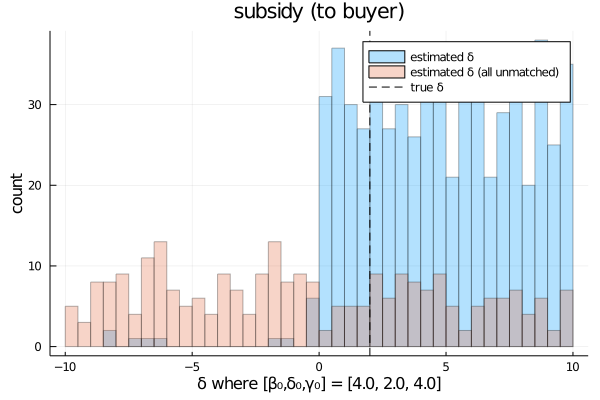 subsidy (to buyer)
estimated δ
estimated δ (all unmatched)
true δ
count
30
20
10
0
−10
−5
0
5
10
δ where [β₀,δ₀,γ₀] = [4.0, 2.0, 4.0]